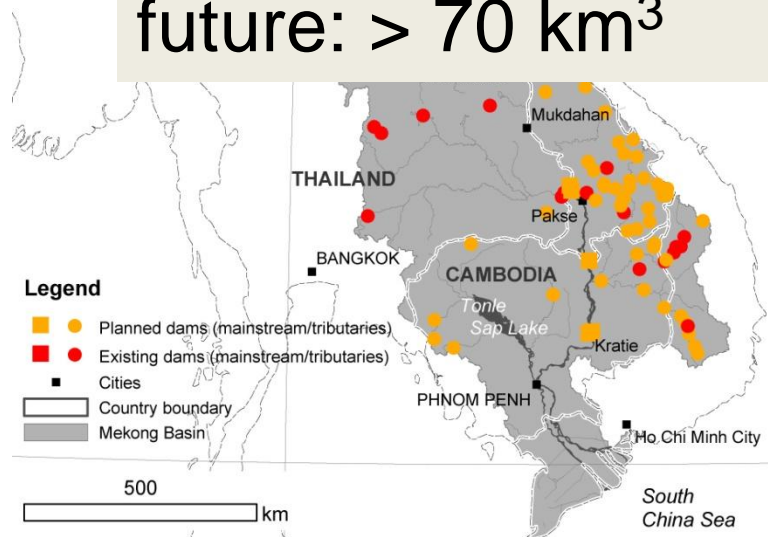 future: > 70 km³
Mukdahan
THAILAND
Pakse
BANGKOK
CAMBODIA
Legend
Tonle
Sap Lake
Planned dams (mainstream/tributaries)
Existing dams (mainstream/tributaries)
Kratie
Cities
PHNOM PENH
Country boundary
Mekong Basin
Ho Chi Minh City
500
km
South
China Sea